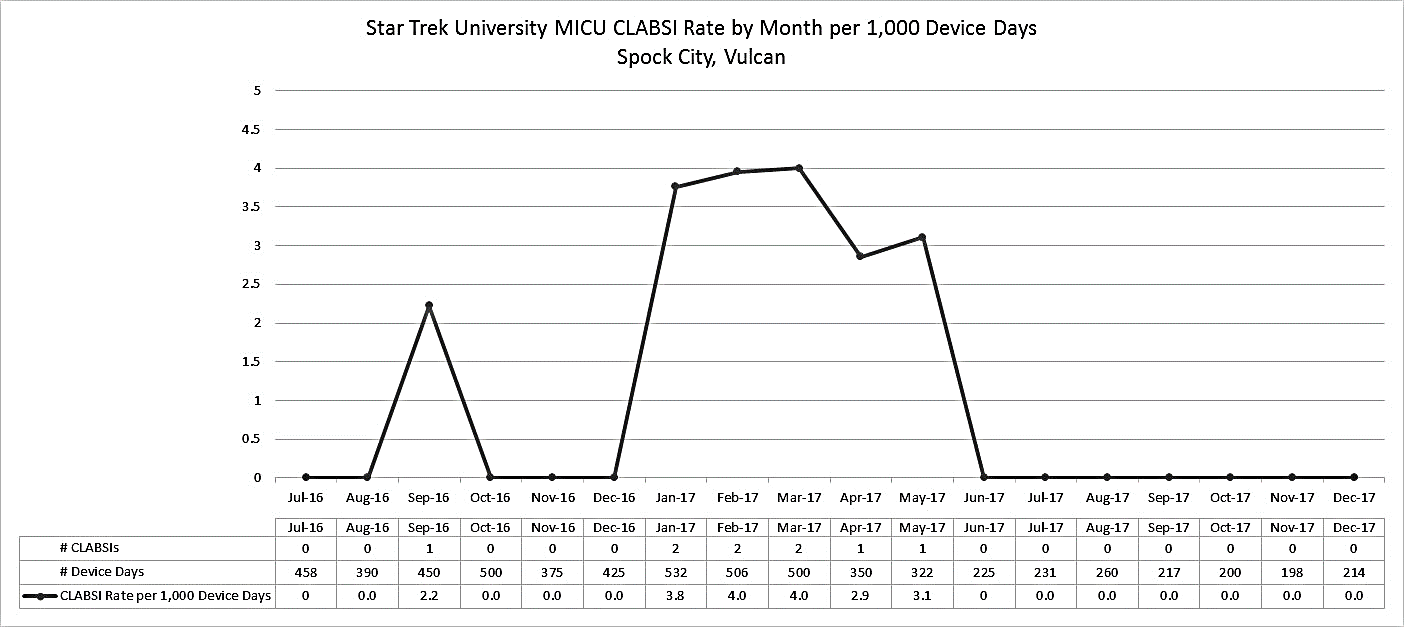 Star Trek University MICU CLABSI Rate by Month per 1,000 Device Days
Spock City, Vulcan
5
4.5
4
3.5
3
2.5
2
1.5
1
0.5
0
Jul-16 Aug-16 Sep-16 Oct-16 Nov-16 Dec-16 Jan-17 Feb-17 Mar-17 Apr-17 May-17 Jun-17 Jul-17 Aug-17 Sep-17 Oct-17 Nov-17 Dec-17
Jul-16 Aug-16 Sep-16 Oct-16 Nov-16 Dec-16 Jan-17 Feb-17 Mar-17 Apr-17 May-17 Jun-17 Jul-17 Aug-17 Sep-17 Oct-17 Nov-17 Dec-17
# CLABSIs 0 0 1 0 0 0 2 2 2 1 1 0 0 0 0 0 0 0
# Device Days 458 390 450 500 375 425 532 506 500 350 322 225 231 260 217 200 198 214
CLABSI Rate per 1,000 Device Days 0 0.0 2.2 0.0 0.0 0.0 3.8 4.0 4.0 2.9 3.1 0 0.0 0.0 0.0 0.0 0.0 0.0